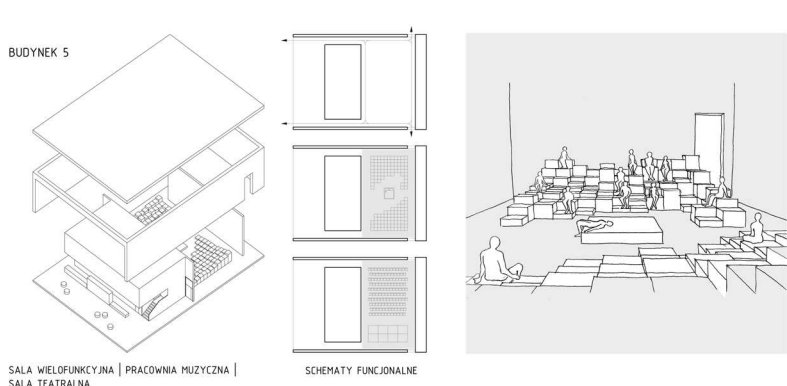 BUDYNEK 5
SALA WIELOFUNKCYJNA | PRACOWNIA MUZYCZNA |
SALA TEATRALNA
SCHEMATY FUNCJONALNE